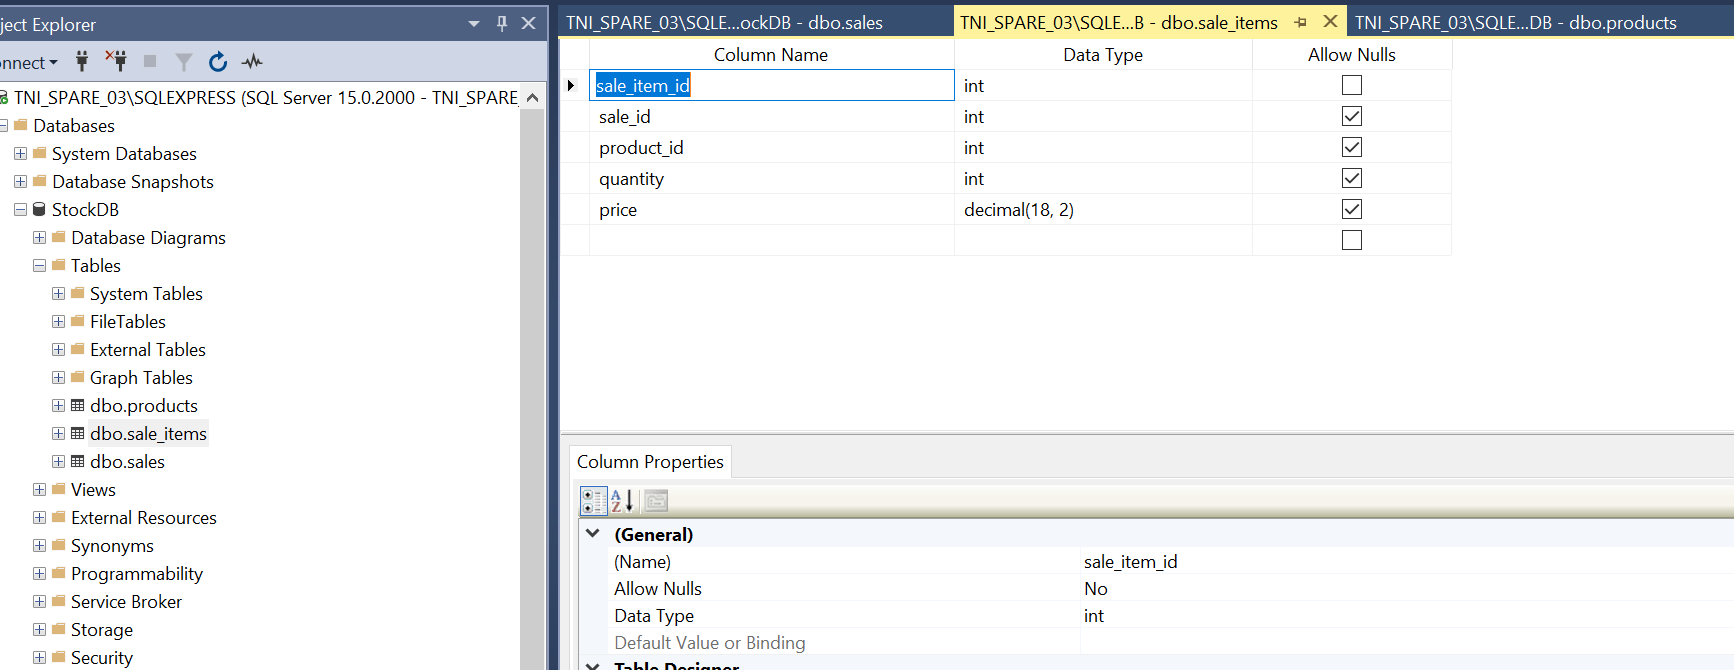 ject Explorer
nnect
TNI_SPARE_03\SQLEXPRESS (SQL Server 15.0.2000 - TNI_SPARE_
Databases
System Databases
Database Snapshots
StockDB
Database Diagrams
Tables
System Tables
FileTables
External Tables
Graph Tables
dbo.products
dbo.sale_items
dbo.sales
Views
External Resources
Synonyms
Programmability
Service Broker
Storage
Security
TNI_SPARE_03\SQLE...ockDB - dbo.sales
TNI_SPARE_03\SQLE...B - dbo.sale_items
TNI_SPARE_03\SQLE...DB - dbo.products
Column Name Data Type Allow Nulls
sale_item_id int
sale_id int
product_id int
quantity int
price decimal(18, 2)
Column Properties
A
Z
(General)
(Name) sale_item_id
Allow Nulls No
Data Type int
Default Value or Binding
Table Designer